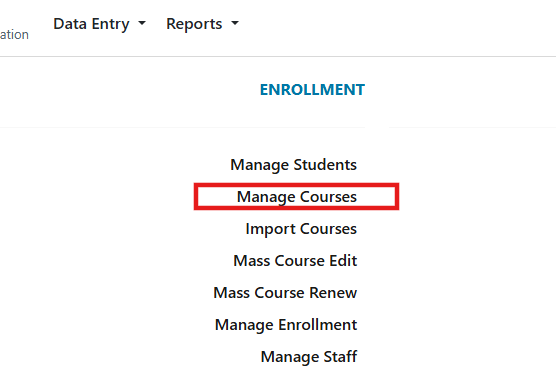 ation
Data Entry Reports
ENROLLMENT
Manage Students
Manage Courses
Import Courses
Mass Course Edit
Mass Course Renew
Manage Enrollment
Manage Staff